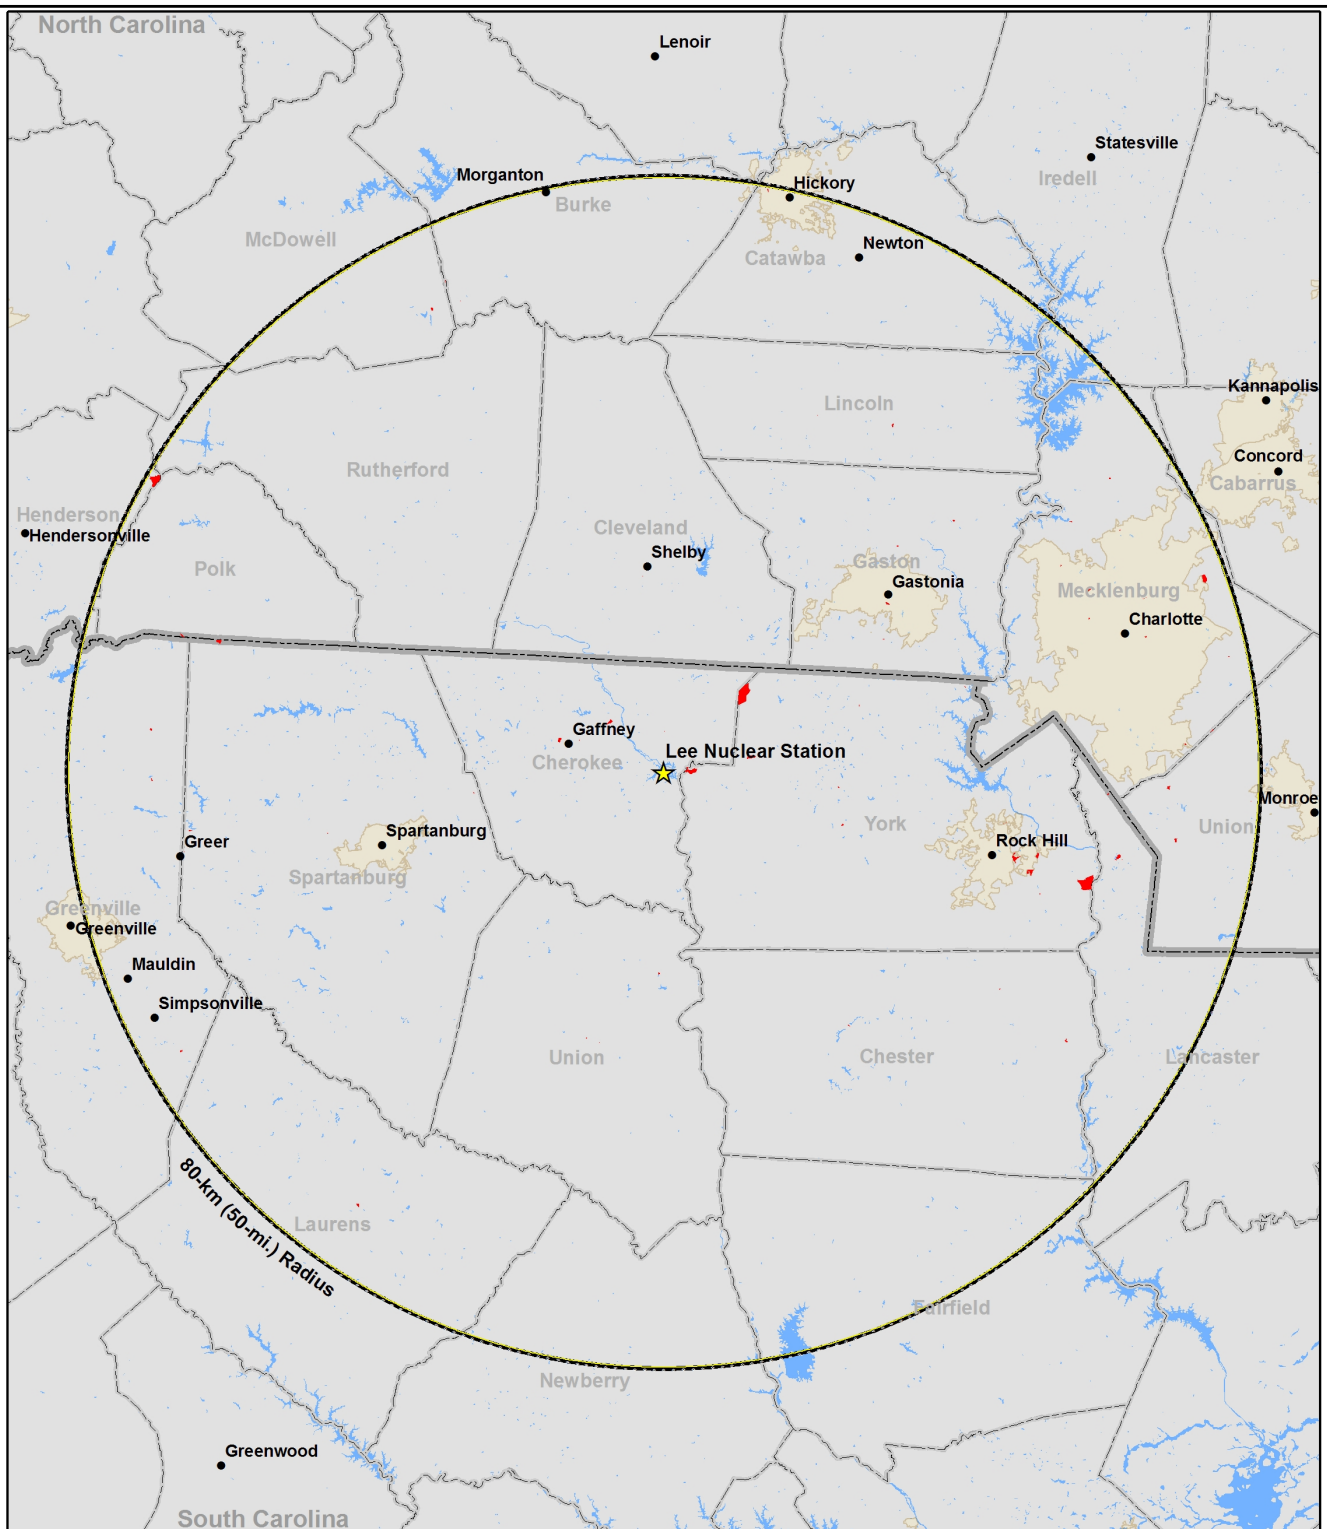 North Carolina
Lenoir
Statesville
Iredell
Morganton
Burke
Hickory
McDowell
Newton
Catawba
Kannapolis
Lincoln
Concord
Cabarrus
Rutherford
Henderson
Hendersonville
Cleveland
Shelby
Polk
Gaston
Gastonia
Mecklenburg
Charlotte
Gaffney
Cherokee
Lee Nuclear Station
Monroe
Union
York
Rock Hill
Spartanburg
Spartanburg
Greer
Greenville
Greenville
Mauldin
Simpsonville
Union
Chester
Lancaster
80-km (50-mi.) Radius
Laurens
Fairfield
Newberry
Greenwood
South Carolina